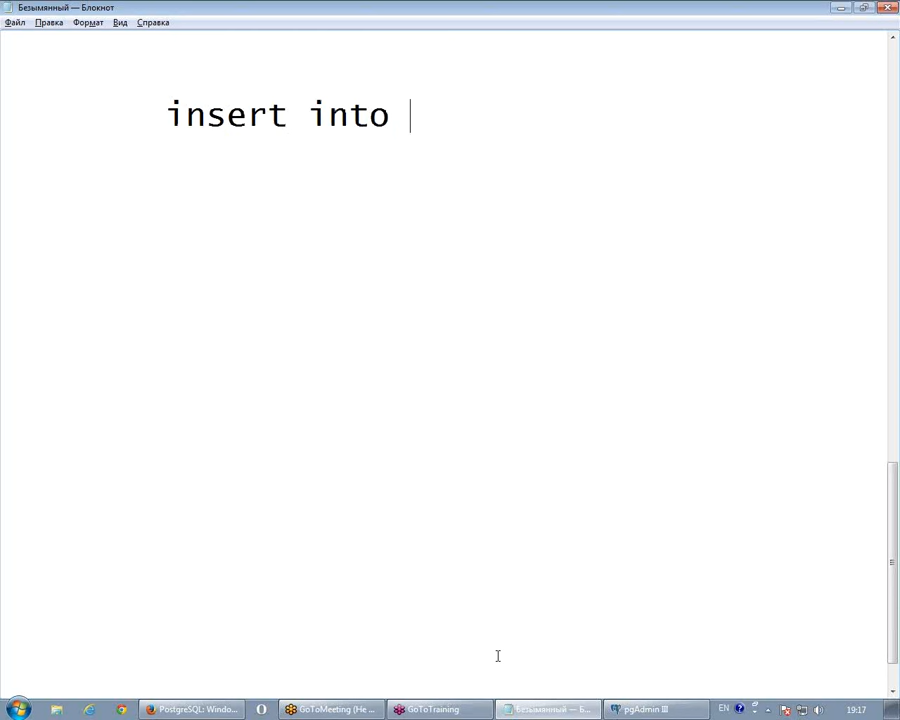 Безымянный — Блокнот
Файл Правка Формат Вид Справка
insert into
PostgreSQL: Windo... GoToMeeting (Не ... GoToTraining Безымянный — Б... pgAdmin III EN 19:17